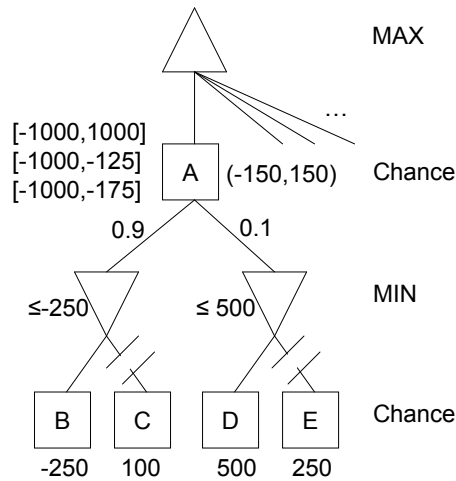 MAX
…
[-1000,1000]
[-1000,-125]
[-1000,-175]
A
(-150,150)
Chance
0.9
0.1
≤-250
≤ 500
MIN
B
C
D
E
Chance
-250
100
500
250